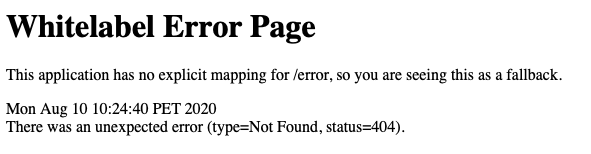 Whitelabel Error Page
This application has no explicit mapping for /error, so you are seeing this as a fallback.
Mon Aug 10 10:24:40 PET 2020
There was an unexpected error (type=Not Found, status=404).